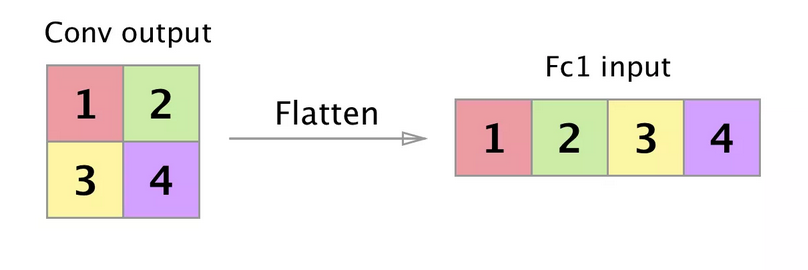 Conv output
1 2
3 4
Flatten
Fc1 input
1 2 3 4